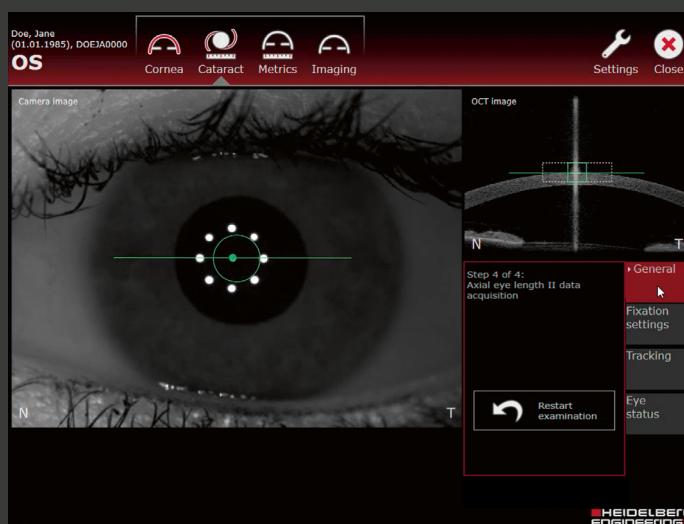 Doe, Jane
(01.01.1985), DOEJA0000
OS
Cornea
Cataract
Metrics
Imaging
Settings
Close
Camera image
N
T
OCT image
N
T
Step 4 of 4:
Axial eye length II data
acquisition
Restart
examination
General
Fixation
settings
Tracking
Eye
status
HEIDELBER
ENGINEERING